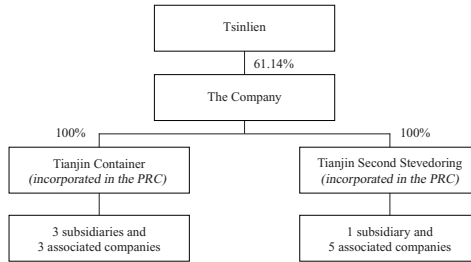 Tsinlien
61.14%
The Company
100%
100%
Tianjin Container
(incorporated in the PRC)
Tianjin Second Stevedoring
(incorporated in the PRC)
3 subsidiaries and
3 associated companies
1 subsidiary and
5 associated companies